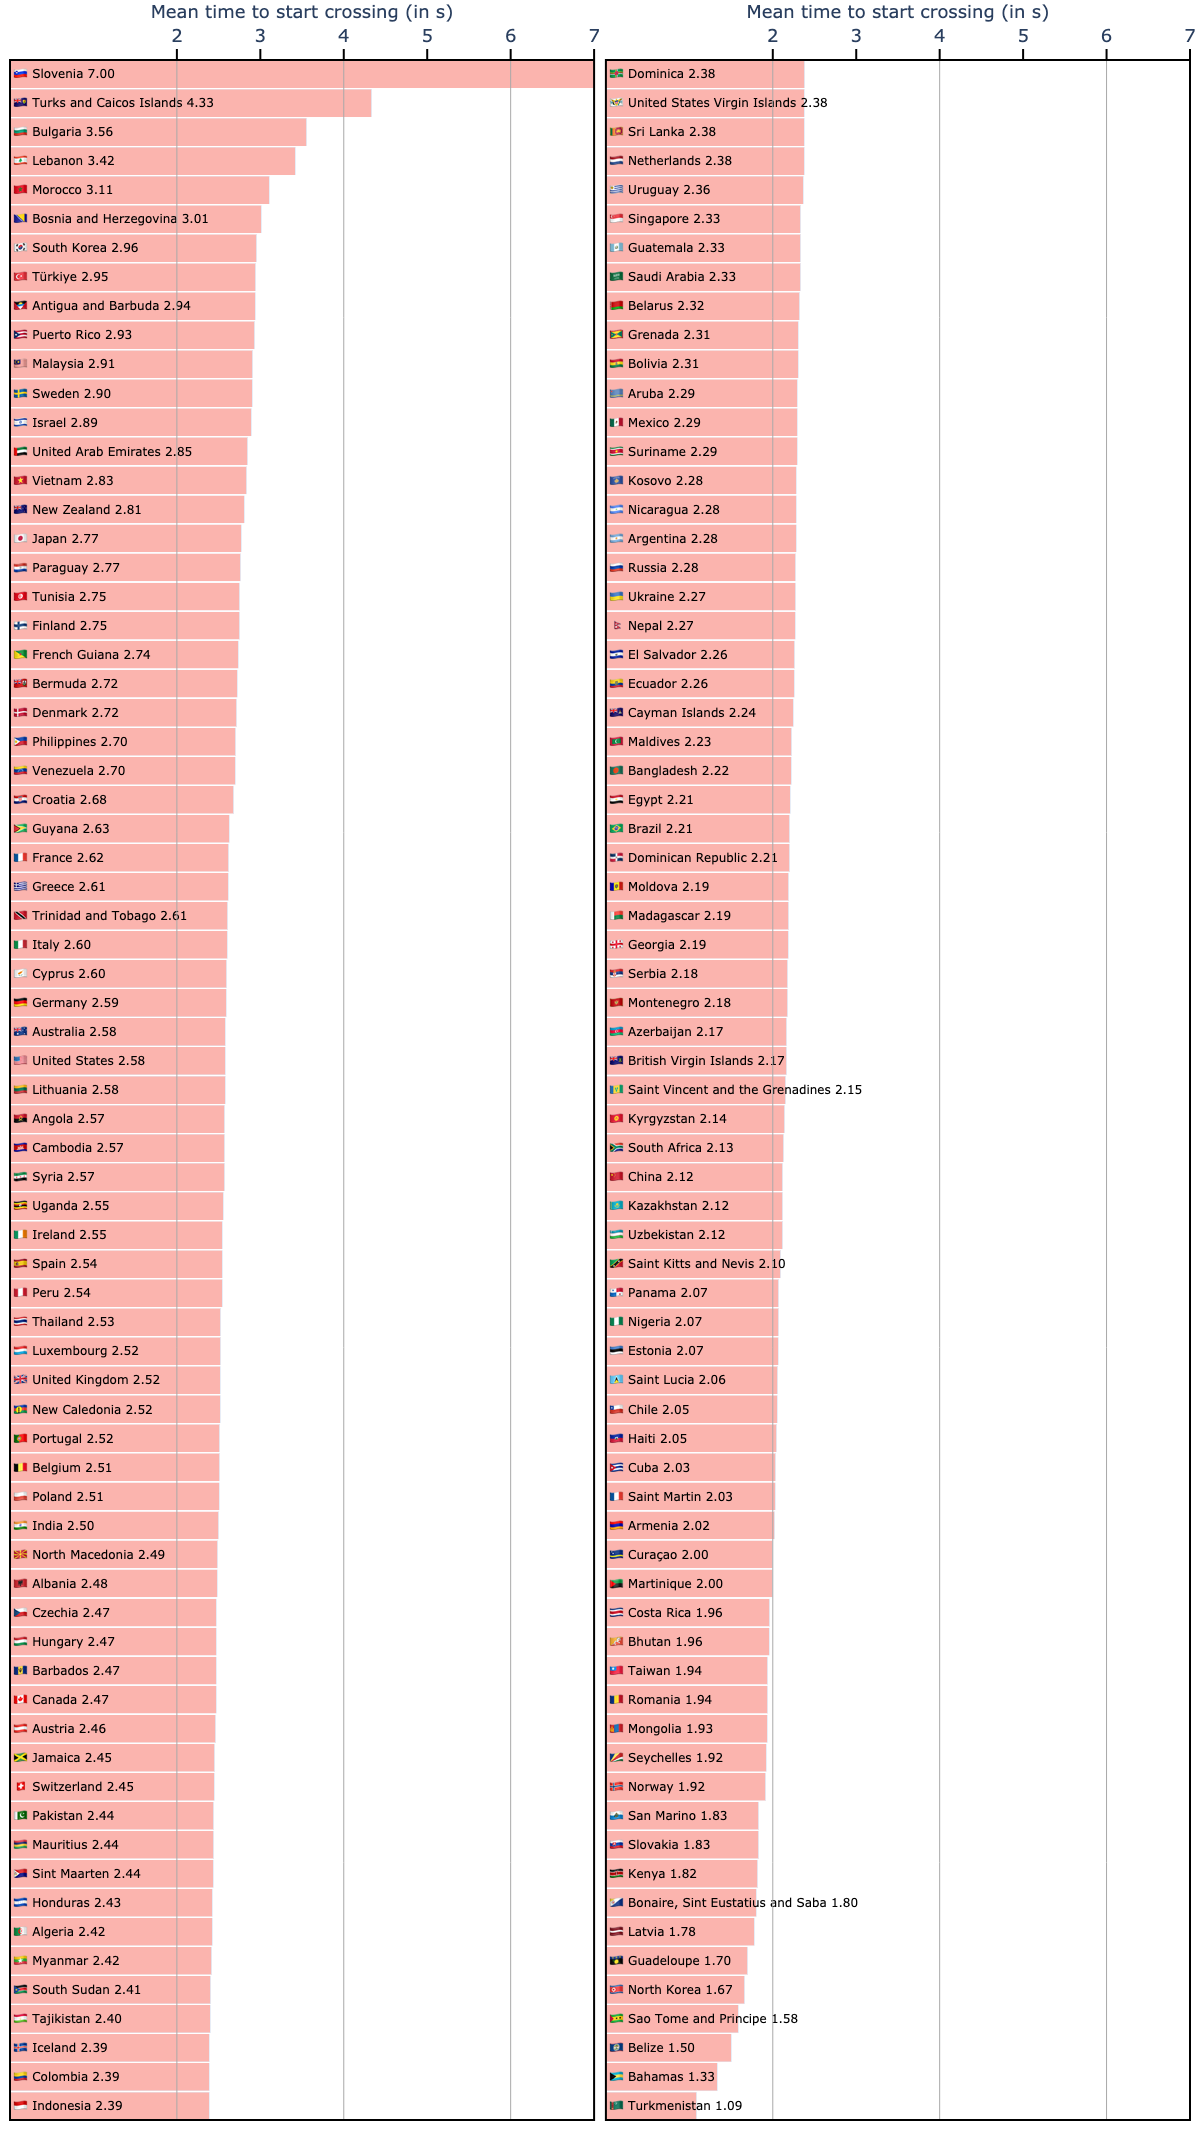 Mean time to start crossing (in s)
2 3 4 5 6 7
Slovenia 7.00
Turks and Caicos Islands 4.33
Bulgaria 3.56
Lebanon 3.42
Morocco 3.11
Bosnia and Herzegovina 3.01
South Korea 2.96
Türkiye 2.95
Antigua and Barbuda 2.94
Puerto Rico 2.93
Malaysia 2.91
Sweden 2.90
Israel 2.89
United Arab Emirates 2.85
Vietnam 2.83
New Zealand 2.81
Japan 2.77
Paraguay 2.77
Tunisia 2.75
Finland 2.75
French Guiana 2.74
Bermuda 2.72
Denmark 2.72
Philippines 2.70
Venezuela 2.70
Croatia 2.68
Guyana 2.63
France 2.62
Greece 2.61
Trinidad and Tobago 2.61
Italy 2.60
Cyprus 2.60
Germany 2.59
Australia 2.58
United States 2.58
Lithuania 2.58
Angola 2.57
Cambodia 2.57
Syria 2.57
Uganda 2.55
Ireland 2.55
Spain 2.54
Peru 2.54
Thailand 2.53
Luxembourg 2.52
United Kingdom 2.52
New Caledonia 2.52
Portugal 2.52
Belgium 2.51
Poland 2.51
India 2.50
North Macedonia 2.49
Albania 2.48
Czechia 2.47
Hungary 2.47
Barbados 2.47
Canada 2.47
Austria 2.46
Jamaica 2.45
Switzerland 2.45
Pakistan 2.44
Mauritius 2.44
Sint Maarten 2.44
Honduras 2.43
Algeria 2.42
Myanmar 2.42
South Sudan 2.41
Tajikistan 2.40
Iceland 2.39
Colombia 2.39
Indonesia 2.39
Mean time to start crossing (in s)
2 3 4 5 6 7
Dominica 2.38
United States Virgin Islands 2.38
Sri Lanka 2.38
Netherlands 2.38
Uruguay 2.36
Singapore 2.33
Guatemala 2.33
Saudi Arabia 2.33
Belarus 2.32
Grenada 2.31
Bolivia 2.31
Aruba 2.29
Mexico 2.29
Suriname 2.29
Kosovo 2.28
Nicaragua 2.28
Argentina 2.28
Russia 2.28
Ukraine 2.27
Nepal 2.27
El Salvador 2.26
Ecuador 2.26
Cayman Islands 2.24
Maldives 2.23
Bangladesh 2.22
Egypt 2.21
Brazil 2.21
Dominican Republic 2.21
Moldova 2.19
Madagascar 2.19
Georgia 2.19
Serbia 2.18
Montenegro 2.18
Azerbaijan 2.17
British Virgin Islands 2.17
Saint Vincent and the Grenadines 2.15
Kyrgyzstan 2.14
South Africa 2.13
China 2.12
Kazakhstan 2.12
Uzbekistan 2.12
Saint Kitts and Nevis 2.10
Panama 2.07
Nigeria 2.07
Estonia 2.07
Saint Lucia 2.06
Chile 2.05
Haiti 2.05
Cuba 2.03
Saint Martin 2.03
Armenia 2.02
Curaçao 2.00
Martinique 2.00
Costa Rica 1.96
Bhutan 1.96
Taiwan 1.94
Romania 1.94
Mongolia 1.93
Seychelles 1.92
Norway 1.92
San Marino 1.83
Slovakia 1.83
Kenya 1.82
Bonaire, Sint Eustatius and Saba 1.80
Latvia 1.78
Guadeloupe 1.70
North Korea 1.67
Sao Tome and Principe 1.58
Belize 1.50
Bahamas 1.33
Turkmenistan 1.09